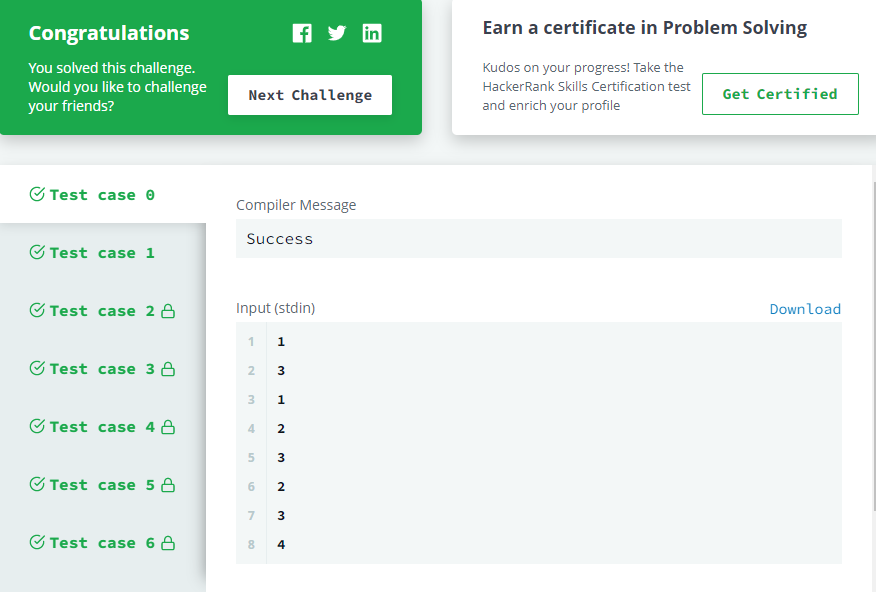 Congratulations
You solved this challenge.
Would you like to challenge
your friends?
Next Challenge
Earn a certificate in Problem Solving
Kudos on your progress! Take the
HackerRank Skills Certification test
and enrich your profile
Get Certified
Test case 0
Test case 1
Test case 2
Test case 3
Test case 4
Test case 5
Test case 6
Compiler Message
Success
Input (stdin)
Download
1 1
2 3
3 1
4 2
5 3
6 2
7 3
8 4